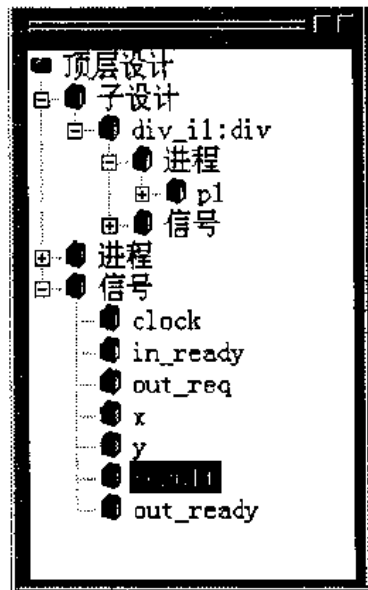 顶层设计
子设计
div_i1:div
进程
p1
信号
进程
信号
clock
in_ready
out_req
x
y
out_ready